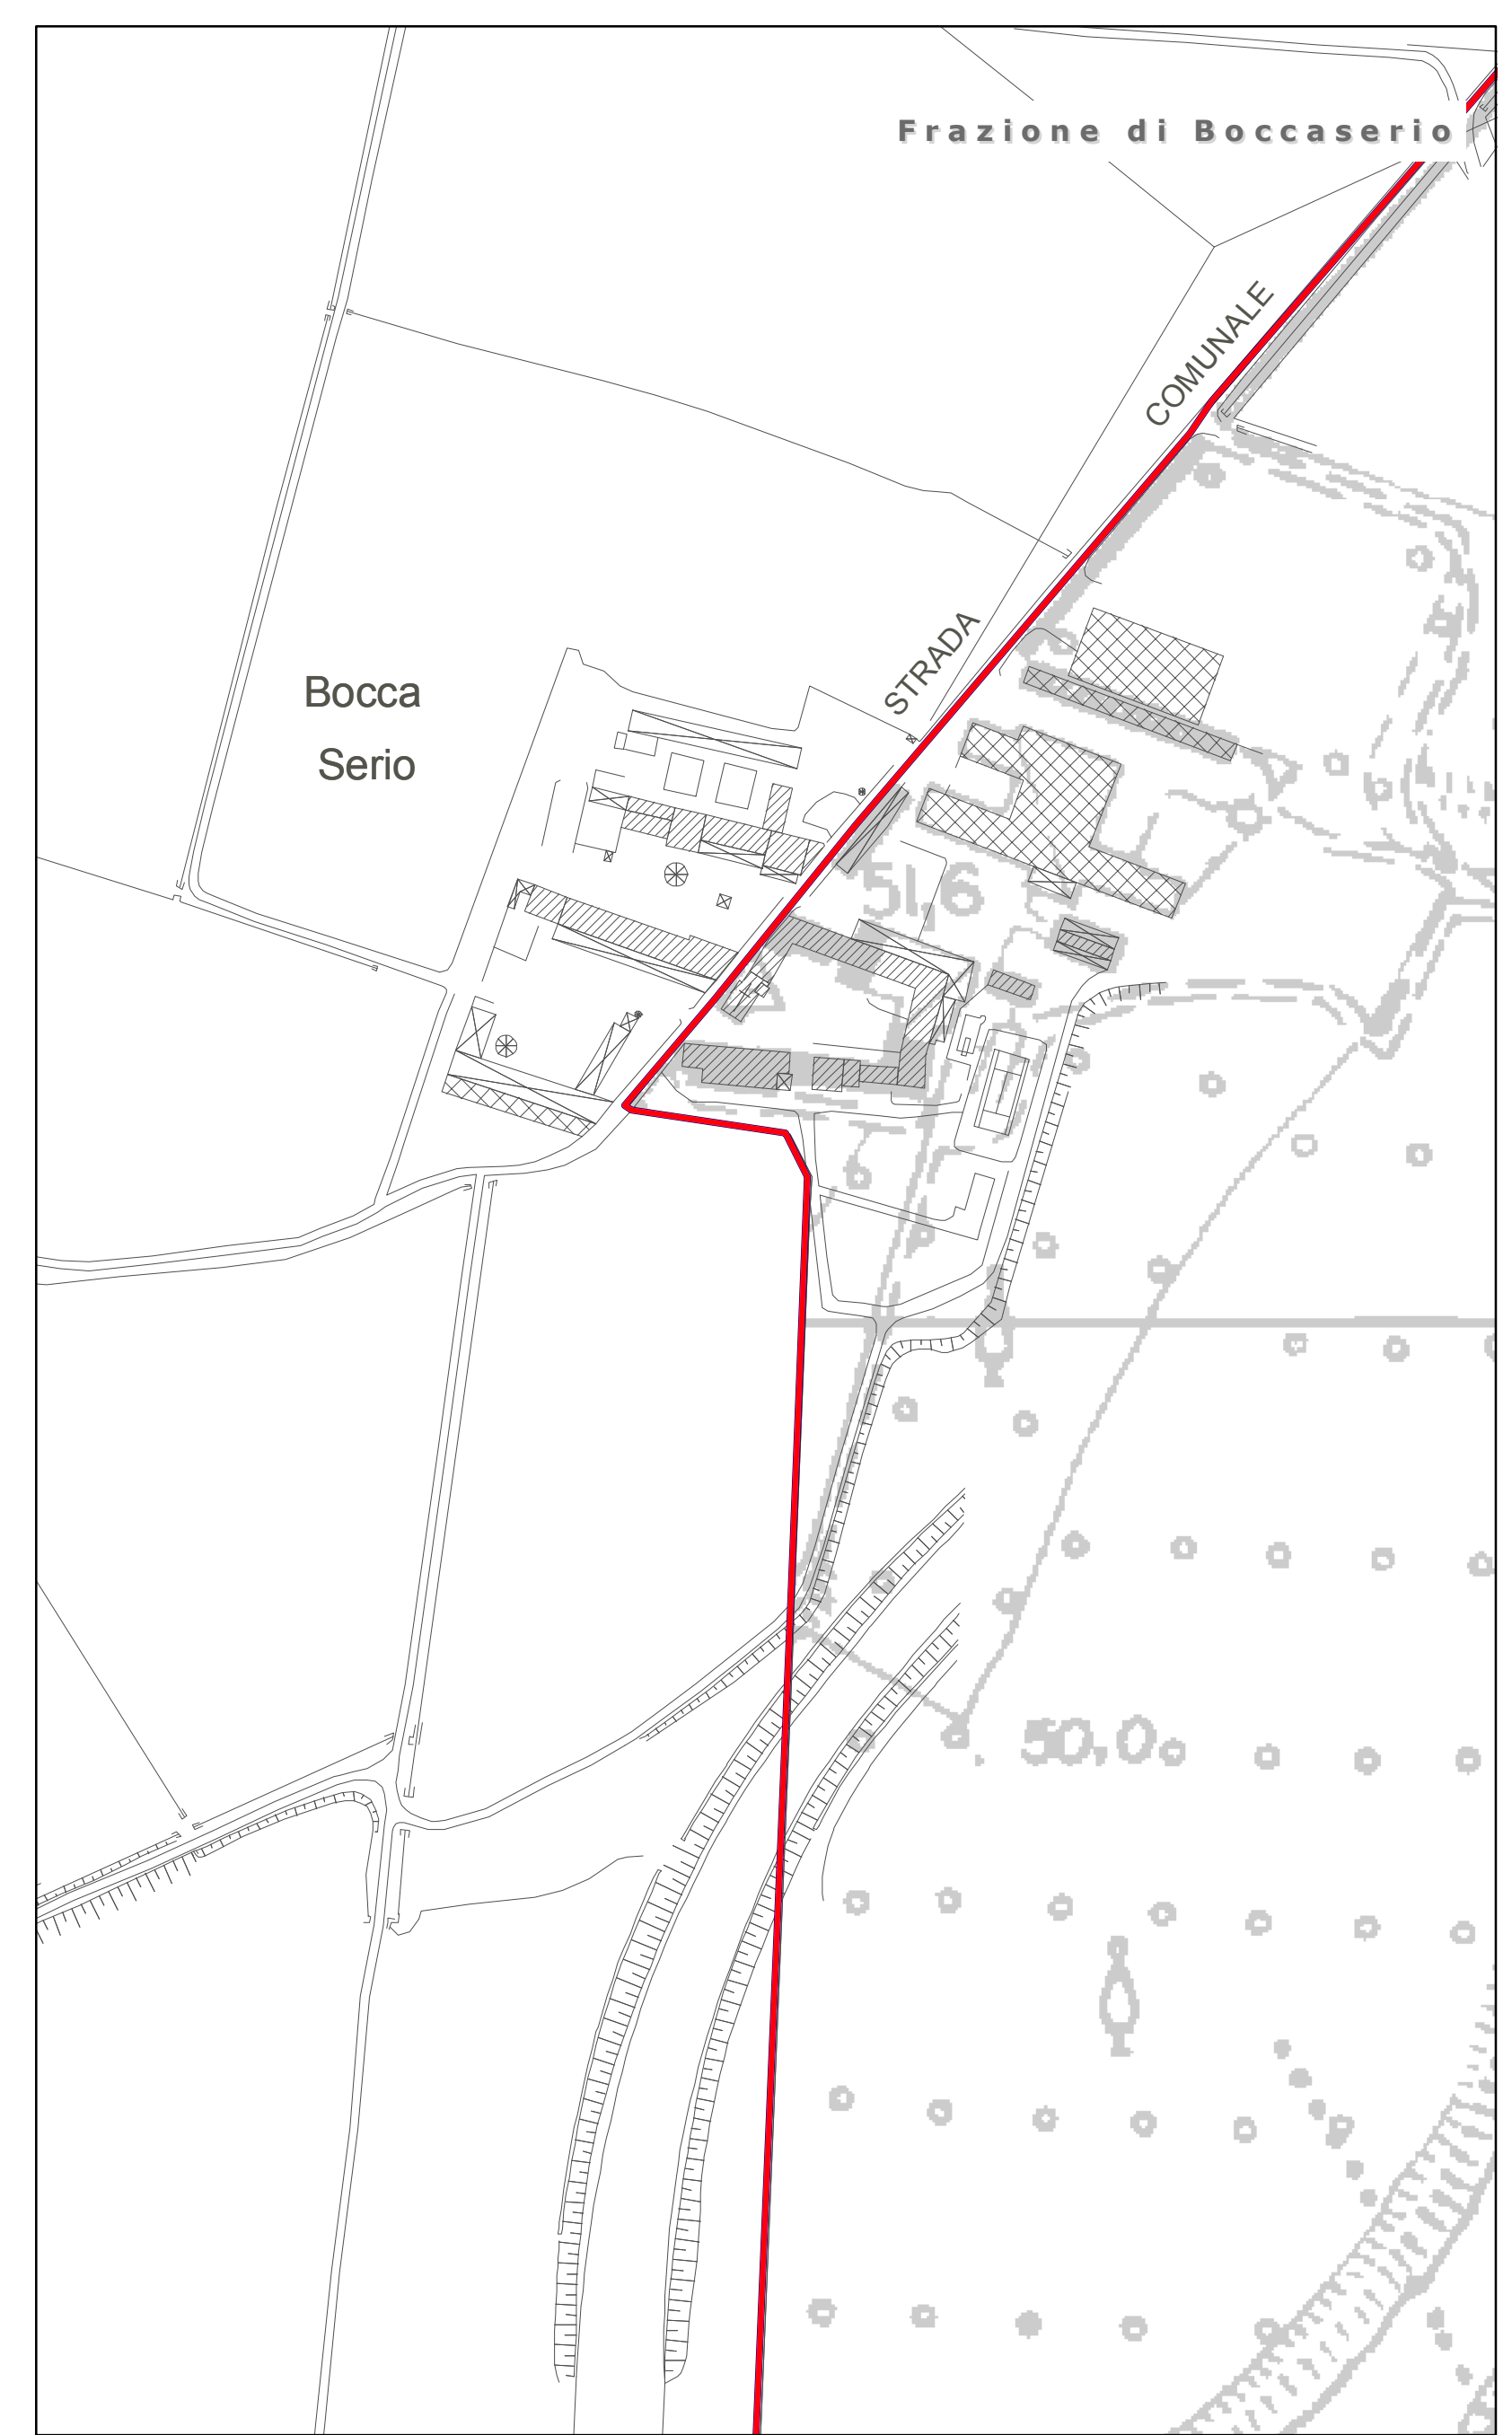 Frazione di Boccaserio
COMUNALE
STRADA
Bocca
Serio
51,6
50,0